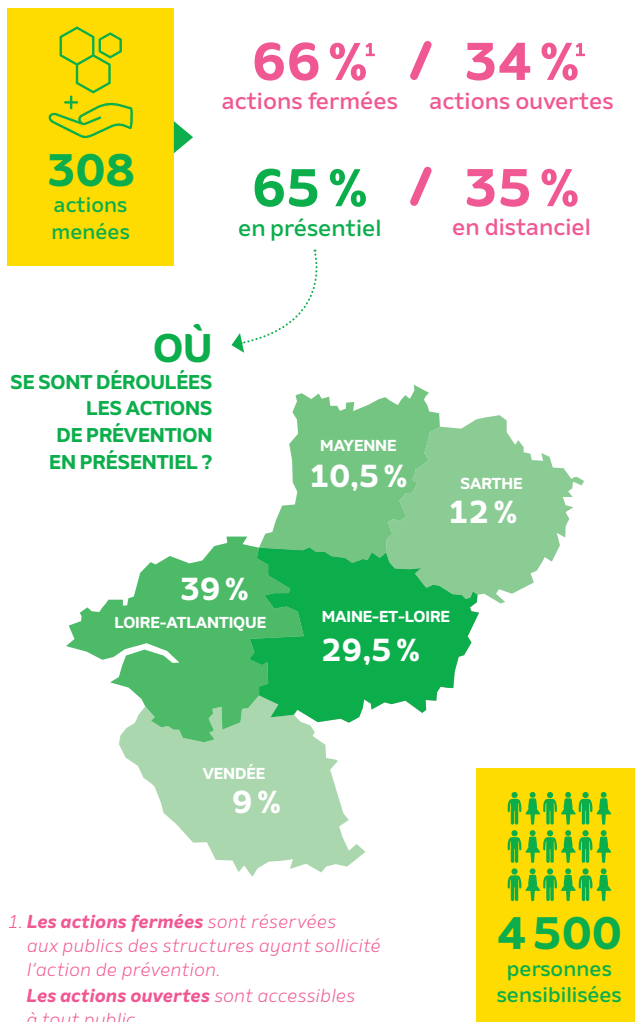 308
actions
menées
66 %¹ / 34 %¹
actions fermées actions ouvertes
65 % / 35 %
en présentiel en distanciel
OÙ
SE SONT DÉROULÉES
LES ACTIONS
DE PRÉVENTION
EN PRÉSENTIEL ?
MAYENNE
10,5 %
SARTHE
12 %
39 %
LOIRE-ATLANTIQUE
MAINE-ET-LOIRE
29,5 %
VENDÉE
9 %
4 500
personnes
sensibilisées
1. Les actions fermées sont réservées
aux publics des structures ayant sollicité
l'action de prévention.
Les actions ouvertes sont accessibles
à tout public